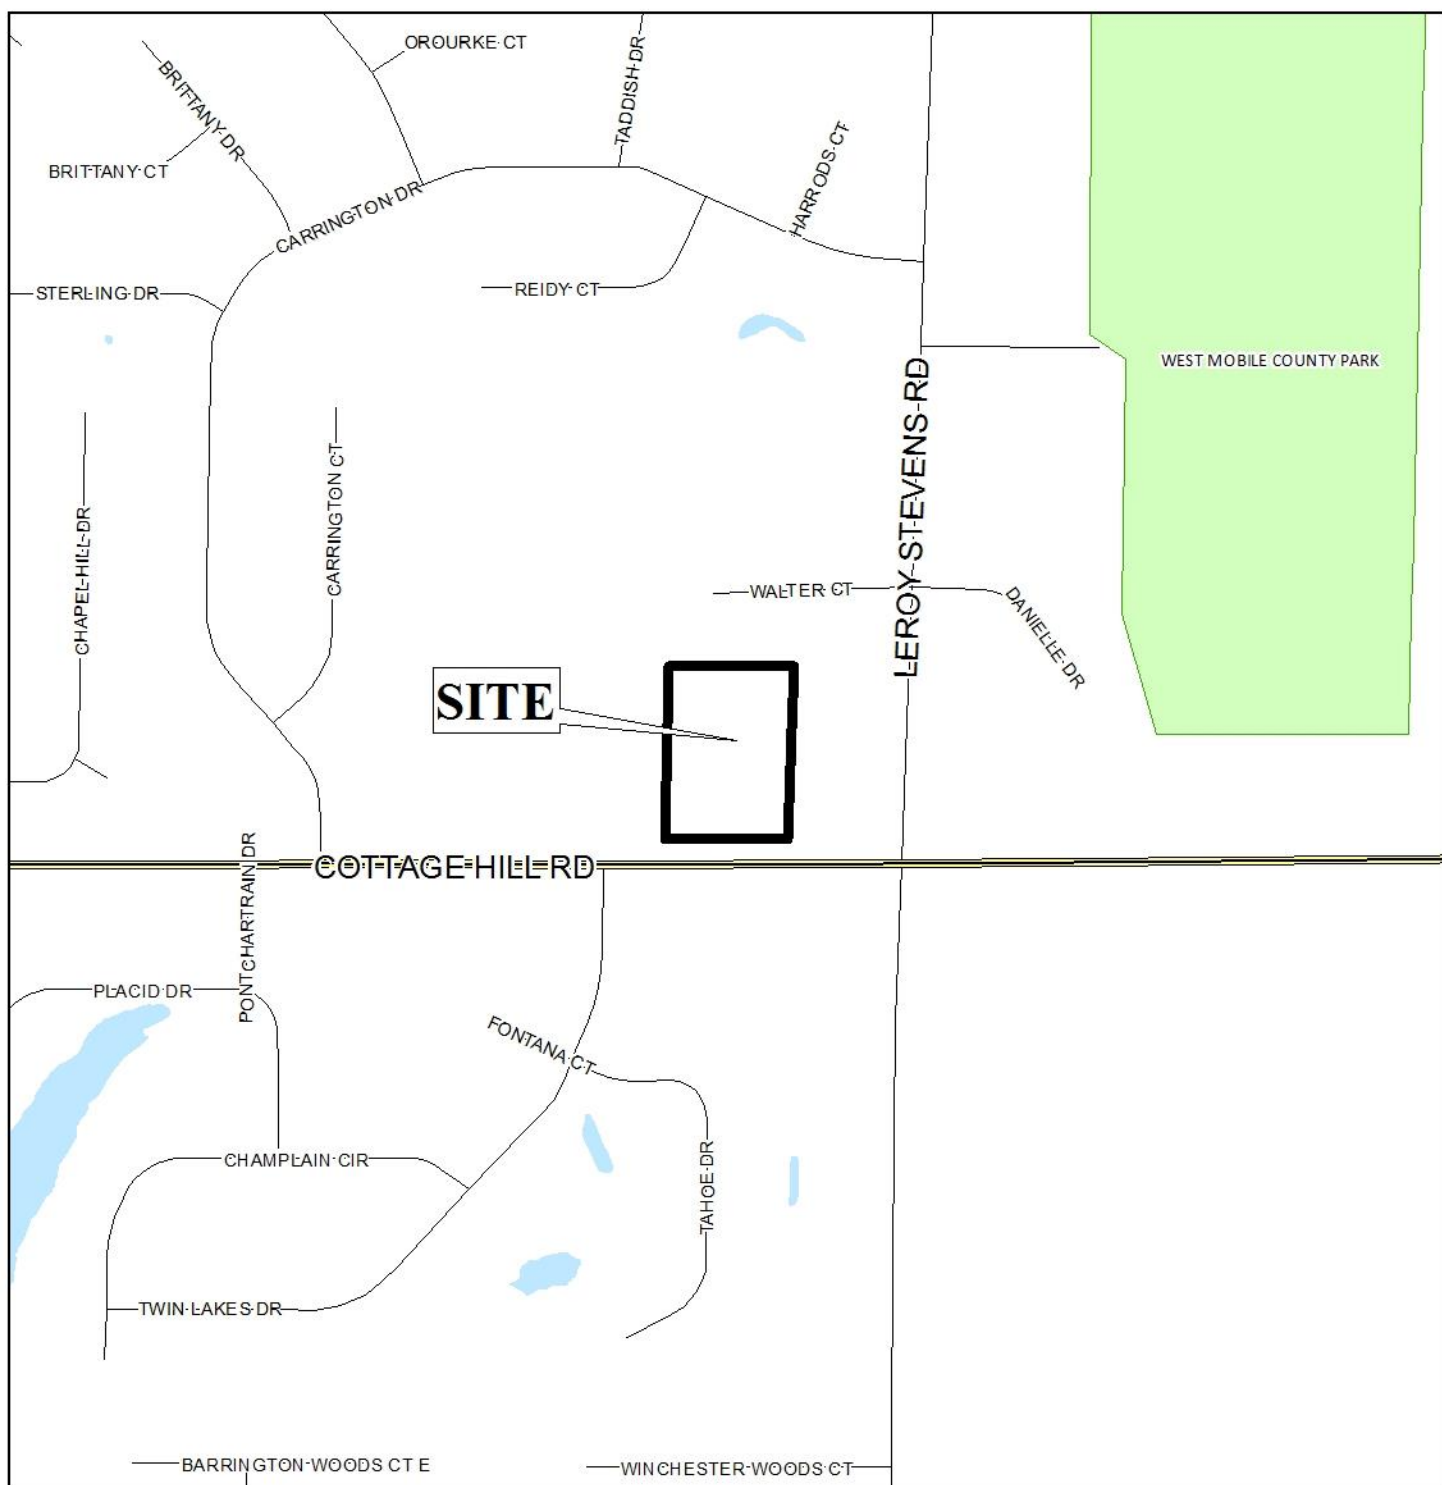 OROURKE CT
BRITTANY DR
TADDISH DR
HARRODS CT
BRITTANY CT
CARRINGTON DR
STERLING DR
REIDY CT
WEST MOBILE COUNTY PARK
LEROY STEVENS RD
CARRINGTON CT
CHAPEL HILL DR
WALTER CT
DANIELLE DR
SITE
COTTAGE HILL RD
PONTCHARTRAIN DR
PLACID DR
FONTANA CT
CHAMPLAIN CIR
TAHOE DR
TWIN LAKES DR
BARRINGTON WOODS CT E
WINCHESTER WOODS CT